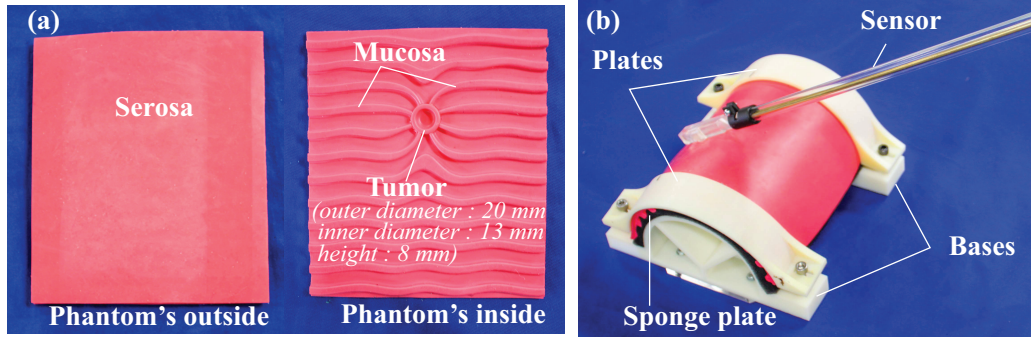 (a)
Serosa
Phantom's outside
Mucosa
Tumor
(outer diameter : 20 mm
inner diameter : 13 mm
height : 8 mm)
Phantom's inside
(b)
Sensor
Plates
Bases
Sponge plate